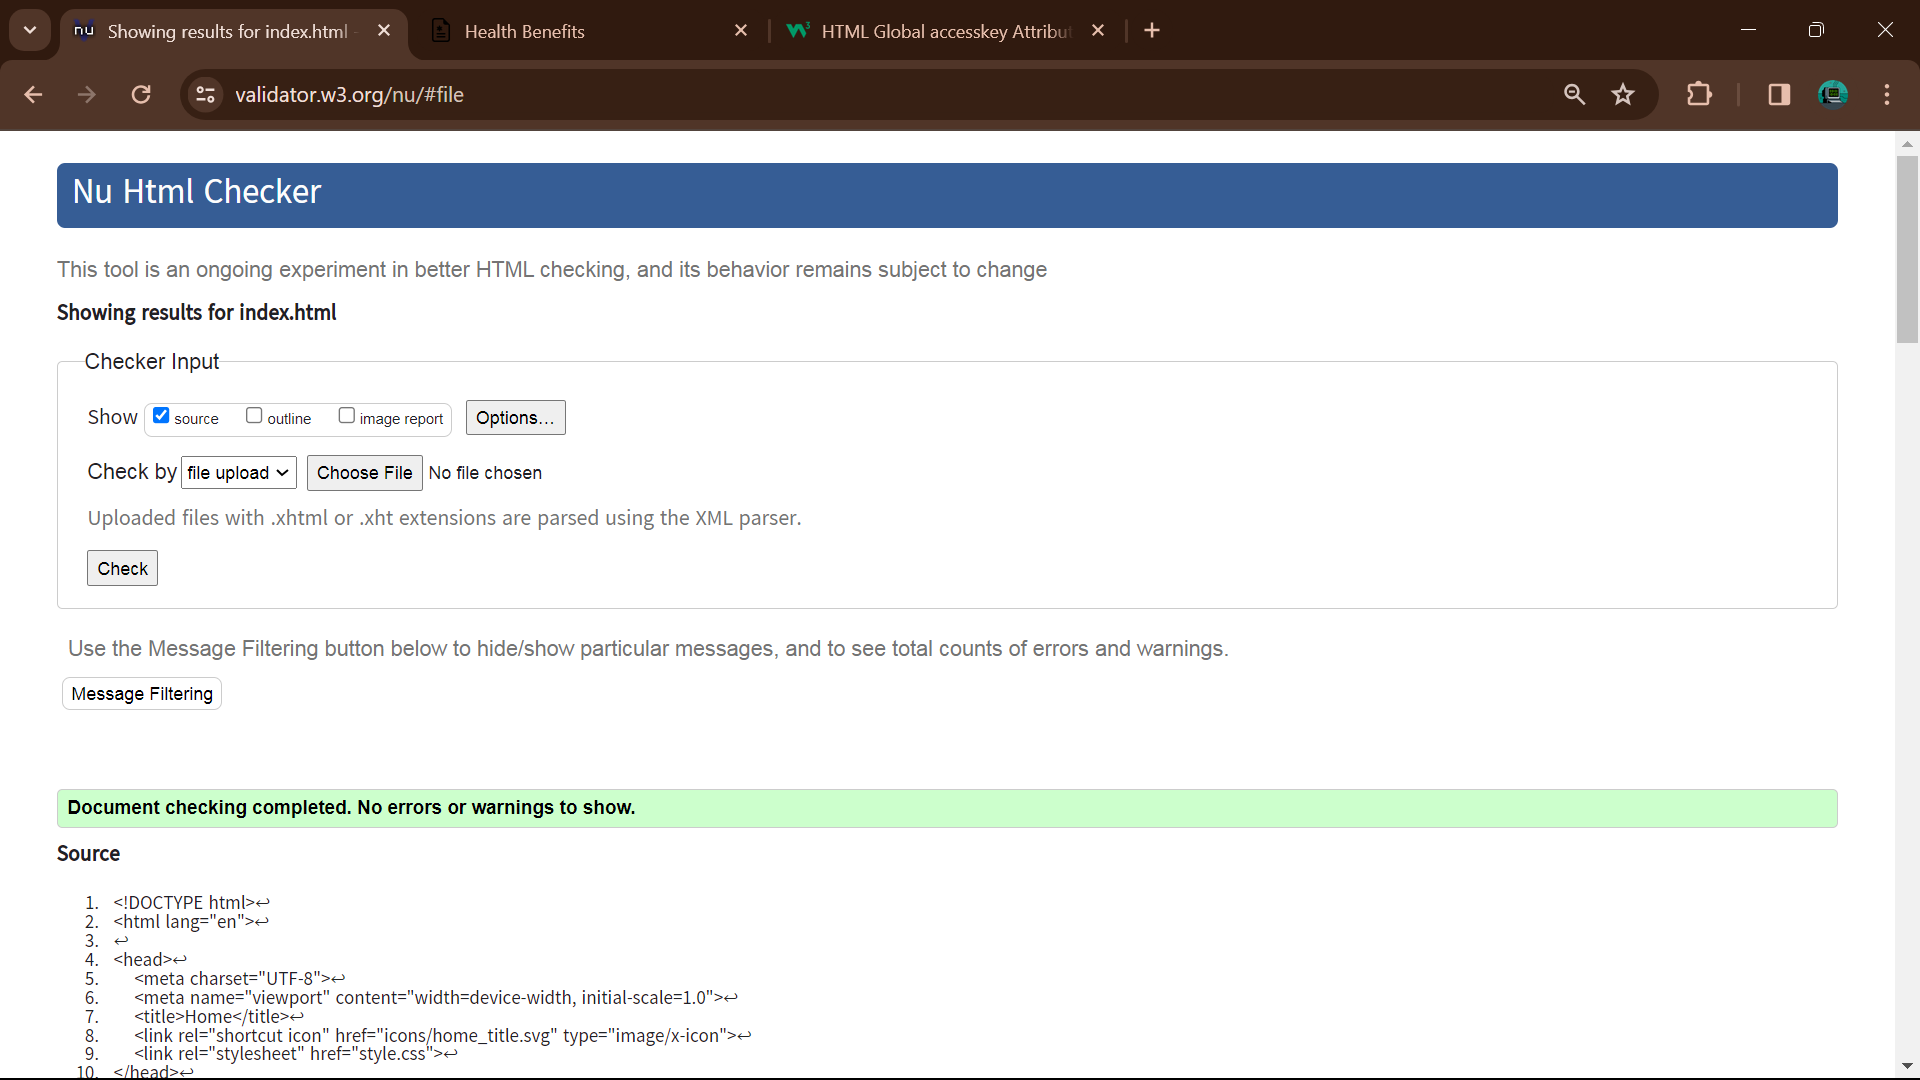 nu Showing results for index.html -
Health Benefits
W3 HTML Global accesskey Attribut
validator.w3.org/nu/#file
Nu Html Checker
This tool is an ongoing experiment in better HTML checking, and its behavior remains subject to change
Showing results for index.html
Checker Input
Show source outline image report Options...
Check by file upload Choose File No file chosen
Uploaded files with .xhtml or .xht extensions are parsed using the XML parser.
Check
Use the Message Filtering button below to hide/show particular messages, and to see total counts of errors and warnings.
Message Filtering
Document checking completed. No errors or warnings to show.
Source
1. <!DOCTYPE html>↩
2. <html lang="en">↩
3. ↩
4. <head>↩
5. <meta charset="UTF-8">↩
6. <meta name="viewport" content="width=device-width, initial-scale=1.0">↩
7. <title>Home</title>↩
8. <link rel="shortcut icon" href="icons/home_title.svg" type="image/x-icon">↩
9. <link rel="stylesheet" href="style.css">↩
10. </head>↩